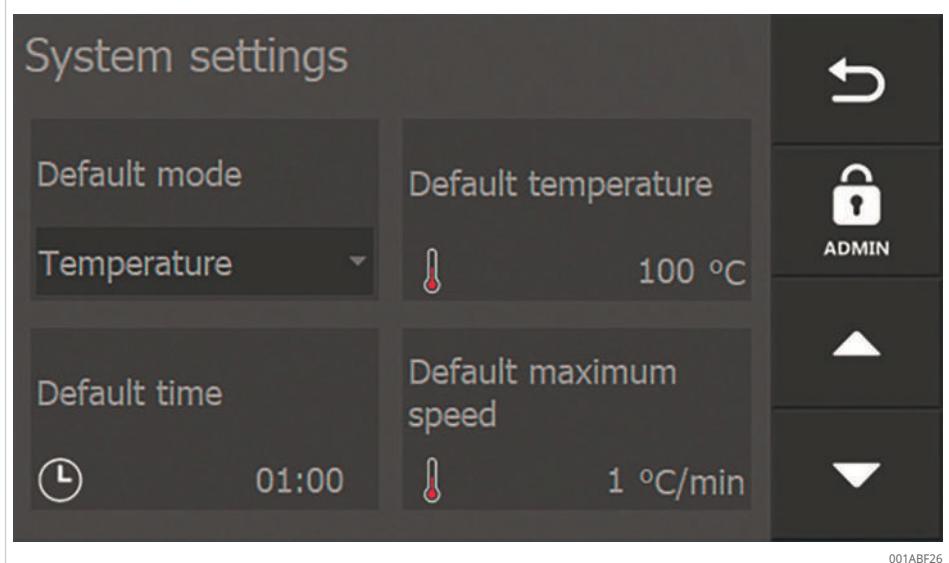 System settings
Default mode
Temperature
Default temperature
100 °C
Default time
01:00
Default maximum
speed
1 °C/min
ADMIN
001ABF26